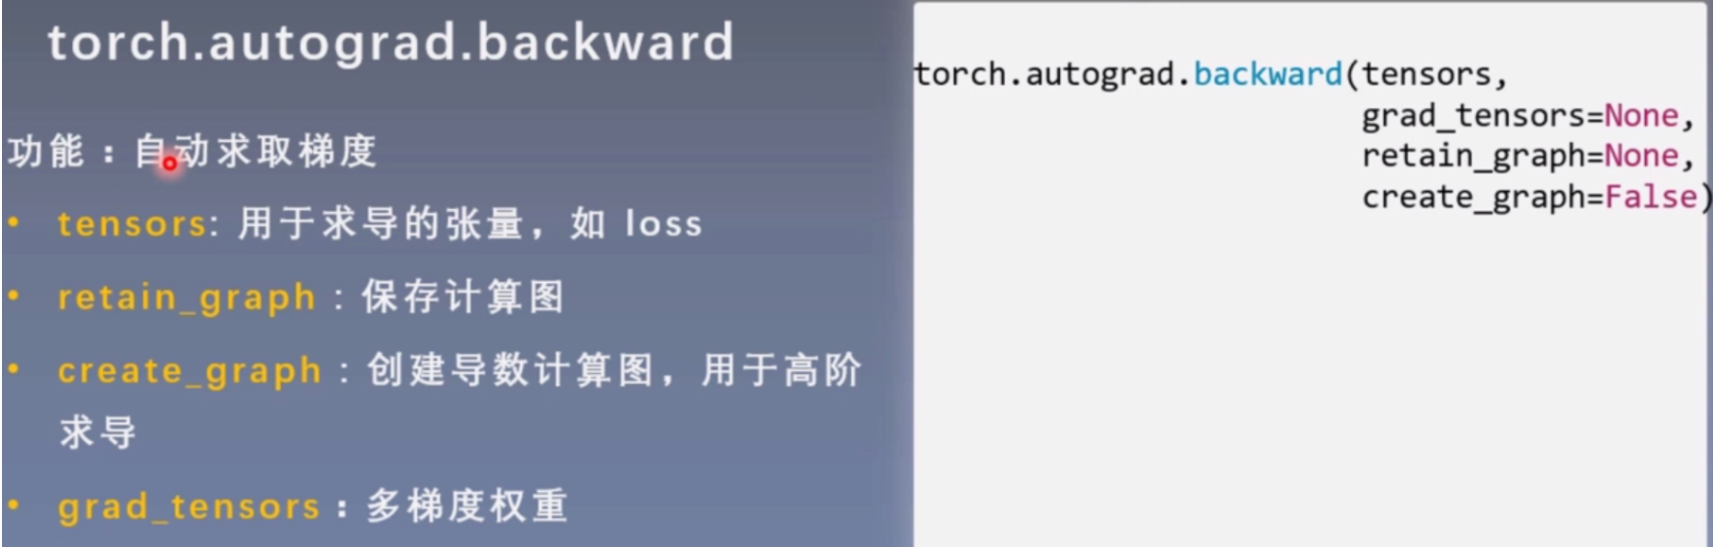 torch.autograd.backward
功能：自动求取梯度
• tensors: 用于求导的张量，如 loss
• retain_graph : 保存计算图
• create_graph : 创建导数计算图，用于高阶
求导
• grad_tensors：多梯度权重
torch.autograd.backward(tensors,
grad_tensors=None,
retain_graph=None,
create_graph=False)